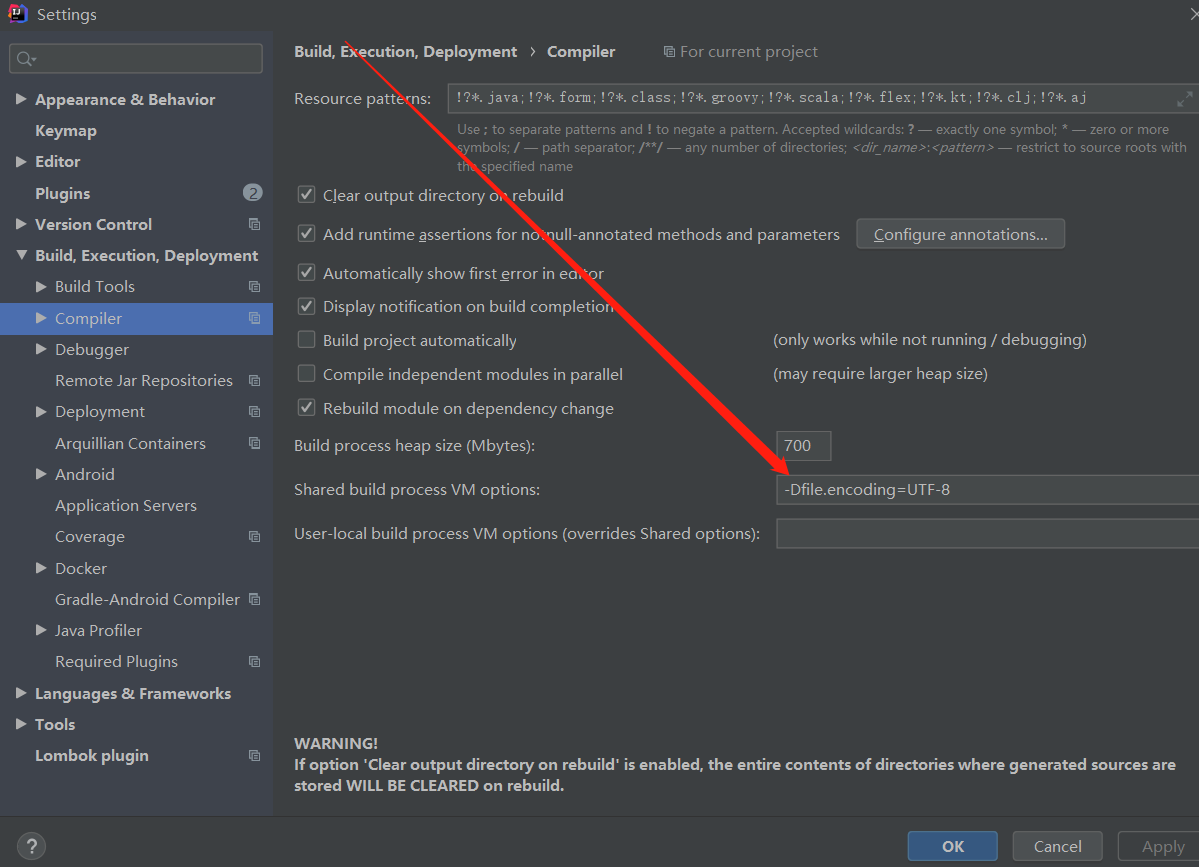 Settings
Build, Execution, Deployment › Compiler For current project
Appearance & Behavior
Keymap
Editor
Plugins 2
Version Control
Build, Execution, Deployment
Build Tools
Compiler
Debugger
Remote Jar Repositories
Deployment
Arquillian Containers
Android
Application Servers
Coverage
Docker
Gradle-Android Compiler
Java Profiler
Required Plugins
Languages & Frameworks
Tools
Lombok plugin
Resource patterns: !?*.java;!?*.form;!?*.class;!?*.groovy;!?*.scala;!?*.flex;!?*.kt;!?*.clj;!?*.aj
Use ; to separate patterns and ! to negate a pattern. Accepted wildcards: ? — exactly one symbol; * — zero or more
symbols; / — path separator; /**/ — any number of directories; <dir_name>:<pattern> — restrict to source roots with
the specified name
Clear output directory on rebuild
Add runtime assertions for not-null-annotated methods and parameters Configure annotations...
Automatically show first error in editor
Display notification on build completion
Build project automatically (only works while not running / debugging)
Compile independent modules in parallel (may require larger heap size)
Rebuild module on dependency change
Build process heap size (Mbytes): 700
Shared build process VM options: -Dfile.encoding=UTF-8
User-local build process VM options (overrides Shared options):
WARNING!
If option 'Clear output directory on rebuild' is enabled, the entire contents of directories where generated sources are
stored WILL BE CLEARED on rebuild.
? OK Cancel Apply